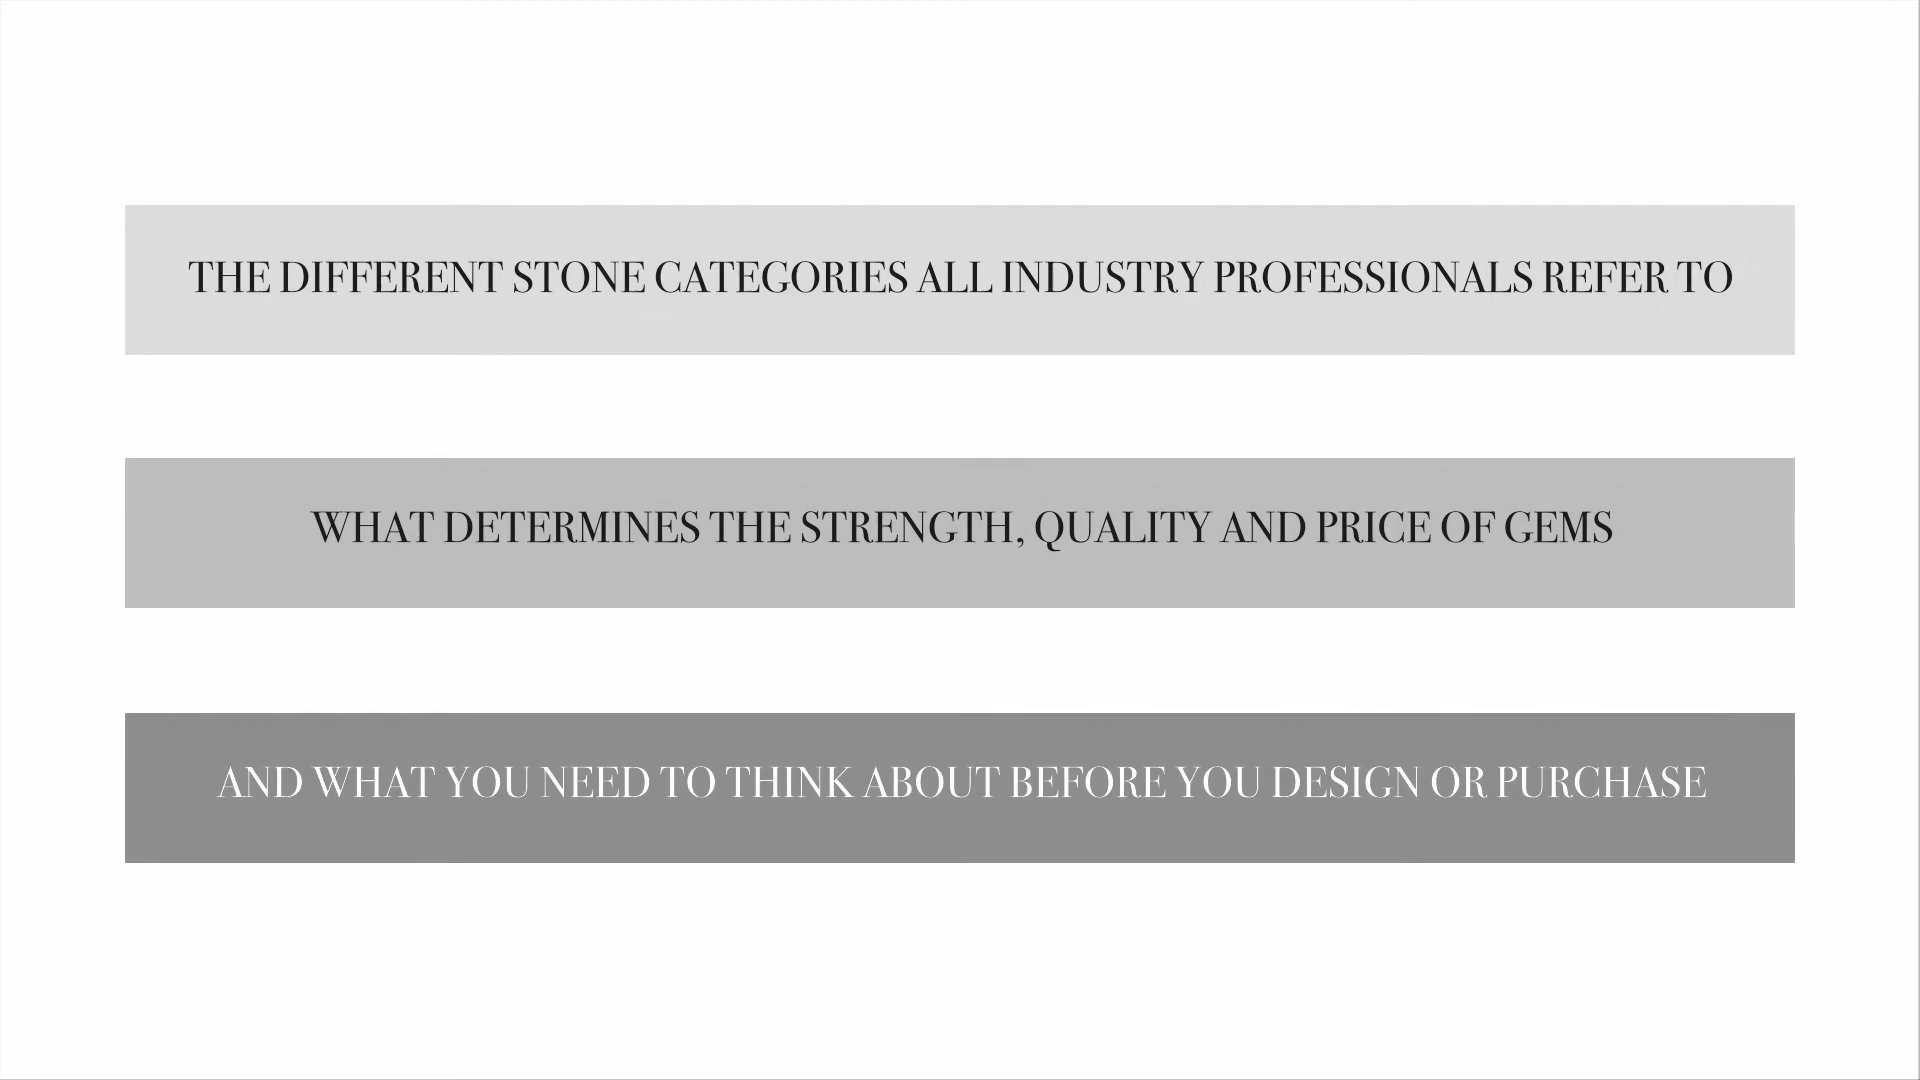 THE DIFFERENT STONE CATEGORIES ALL INDUSTRY PROFESSIONALS REFER TO
WHAT DETERMINES THE STRENGTH, QUALITY AND PRICE OF GEMS
AND WHAT YOU NEED TO THINK ABOUT BEFORE YOU DESIGN OR PURCHASE